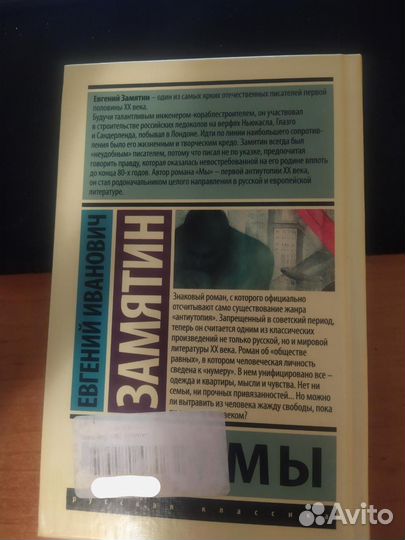 Евгений Замятин – один из самых ярких отечественных писателей первой
половины XX века.
Будучи талантливым инженером-кораблестроителем, он участвовал
в строительстве российских ледоколов на верфях Ньюкасла, Глазго
и Сандерленда, побывал в Лондоне. Идти по линии наибольшего сопротив-
ления было его жизненным и творческим кредо. Замятин всегда был
«неудобным» писателем, потому что писал не по указке, предпочитал
говорить правду, которая оказалась невостребованной на его родине вплоть
до конца 80-х годов. Автор романа «Мы» – первой антиутопии XX века,
он стал родоначальником целого направления в русской и европейской
литературе.
ЕВГЕНИЙ ИВАНОВИЧ
ЗАМЯТИН
Знаковый роман, с которого официально
отсчитывают само существование жанра
«антиутопия». Запрещенный в советский период,
теперь он считается одним из классических
произведений не только русской, но и мировой
литературы XX века. Роман об «обществе
равных», в котором человеческая личность
сведена к «нумеру». В нем унифицировано все –
одежда и квартиры, мысли и чувства. Нет ни
семьи, ни прочных привязанностей... Но можно
ли вытравить из человека жажду свободы, пока
веком?
МЫ
русская классика
Avito